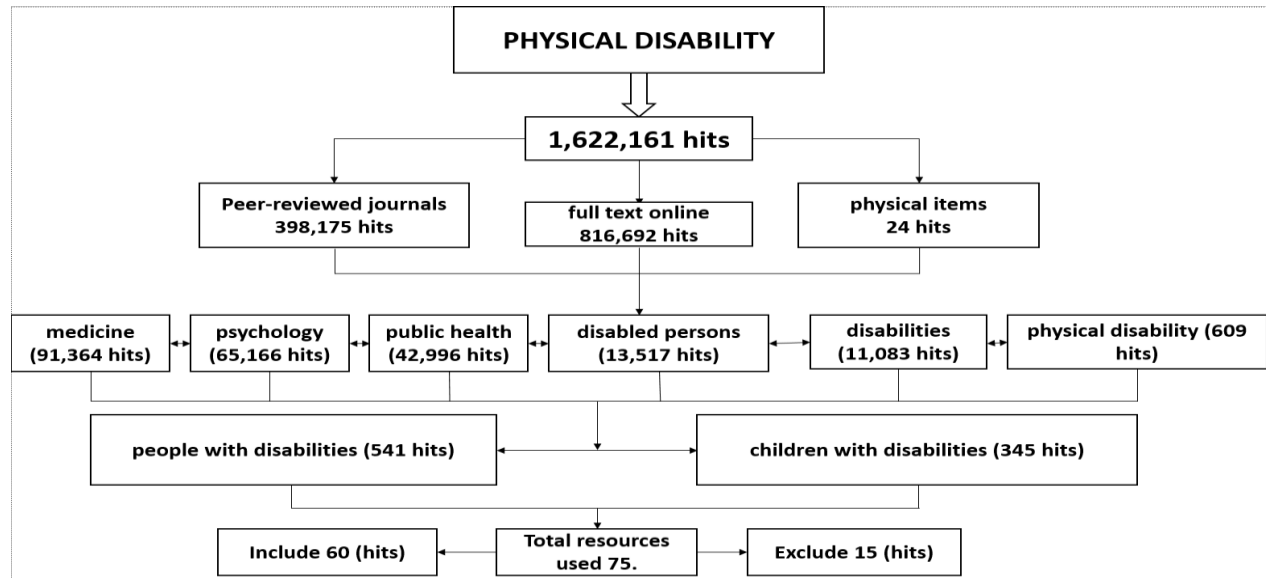 PHYSICAL DISABILITY
1,622,161 hits
Peer-reviewed journals
398,175 hits
full text online
816,692 hits
physical items
24 hits
medicine
(91,364 hits)
psychology
(65,166 hits)
public health
(42,996 hits)
disabled persons
(13,517 hits)
disabilities
(11,083 hits)
physical disability (609
hits)
people with disabilities (541 hits)
children with disabilities (345 hits)
Include 60 (hits)
Total resources
used 75.
Exclude 15 (hits)